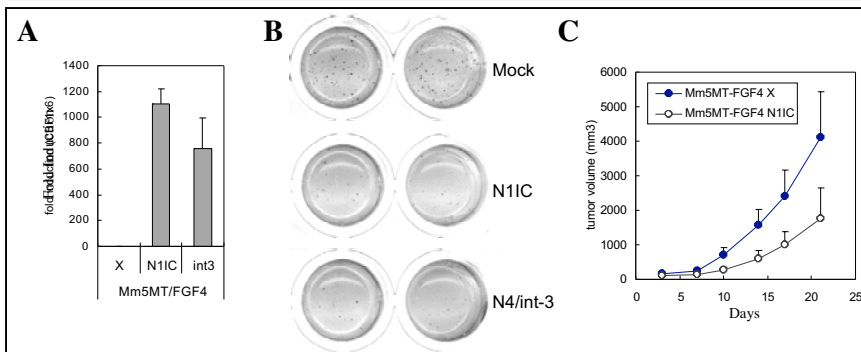 A
1400
1200
1000
800
600
400
200
0
X N1IC int3
Mm5MT/FGF4
B
Mock
N1IC
N4/int-3
C
6000
5000
4000
3000
2000
1000
0
tumor volume (mm3)
Mm5MT-FGF4 X
Mm5MT-FGF4 N1IC
0 5 10 15 20 25
Days